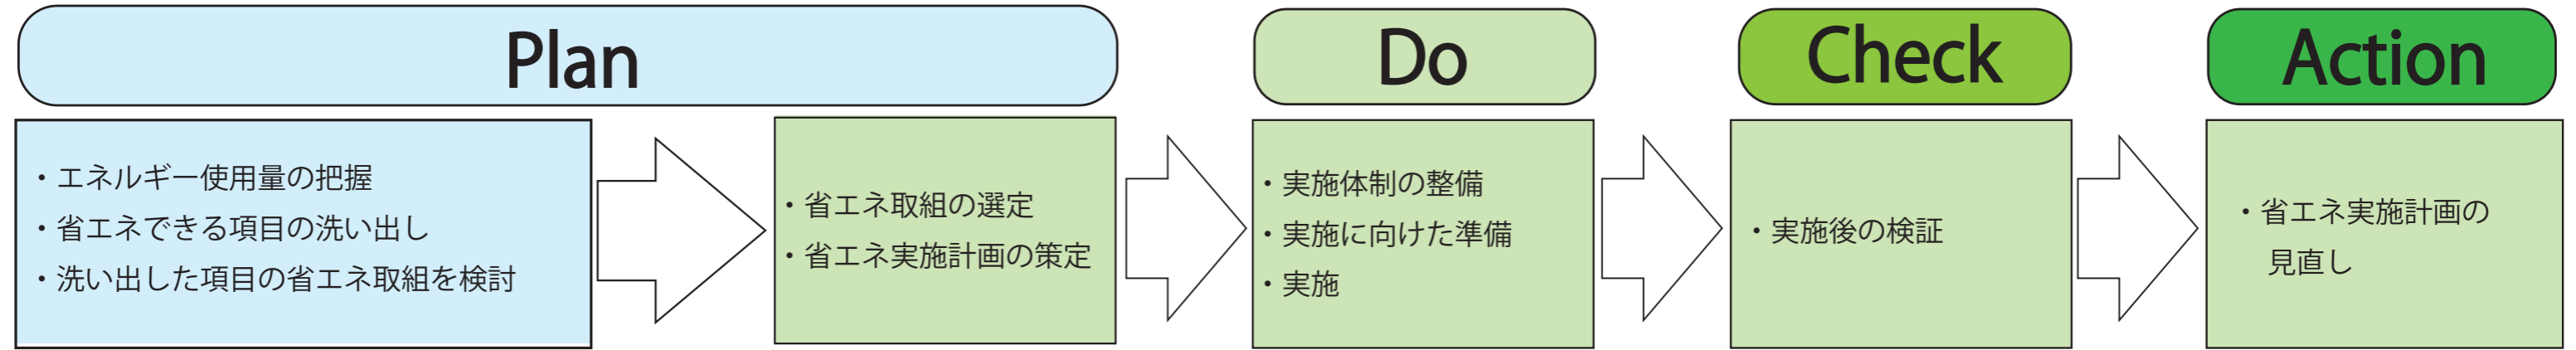 Plan
Do
Check
Action
・エネルギー使用量の把握
・省エネできる項目の洗い出し
・洗い出した項目の省エネ取組を検討
・省エネ取組の選定
・省エネ実施計画の策定
・実施体制の整備
・実施に向けた準備
・実施
・実施後の検証
・省エネ実施計画の
見直し